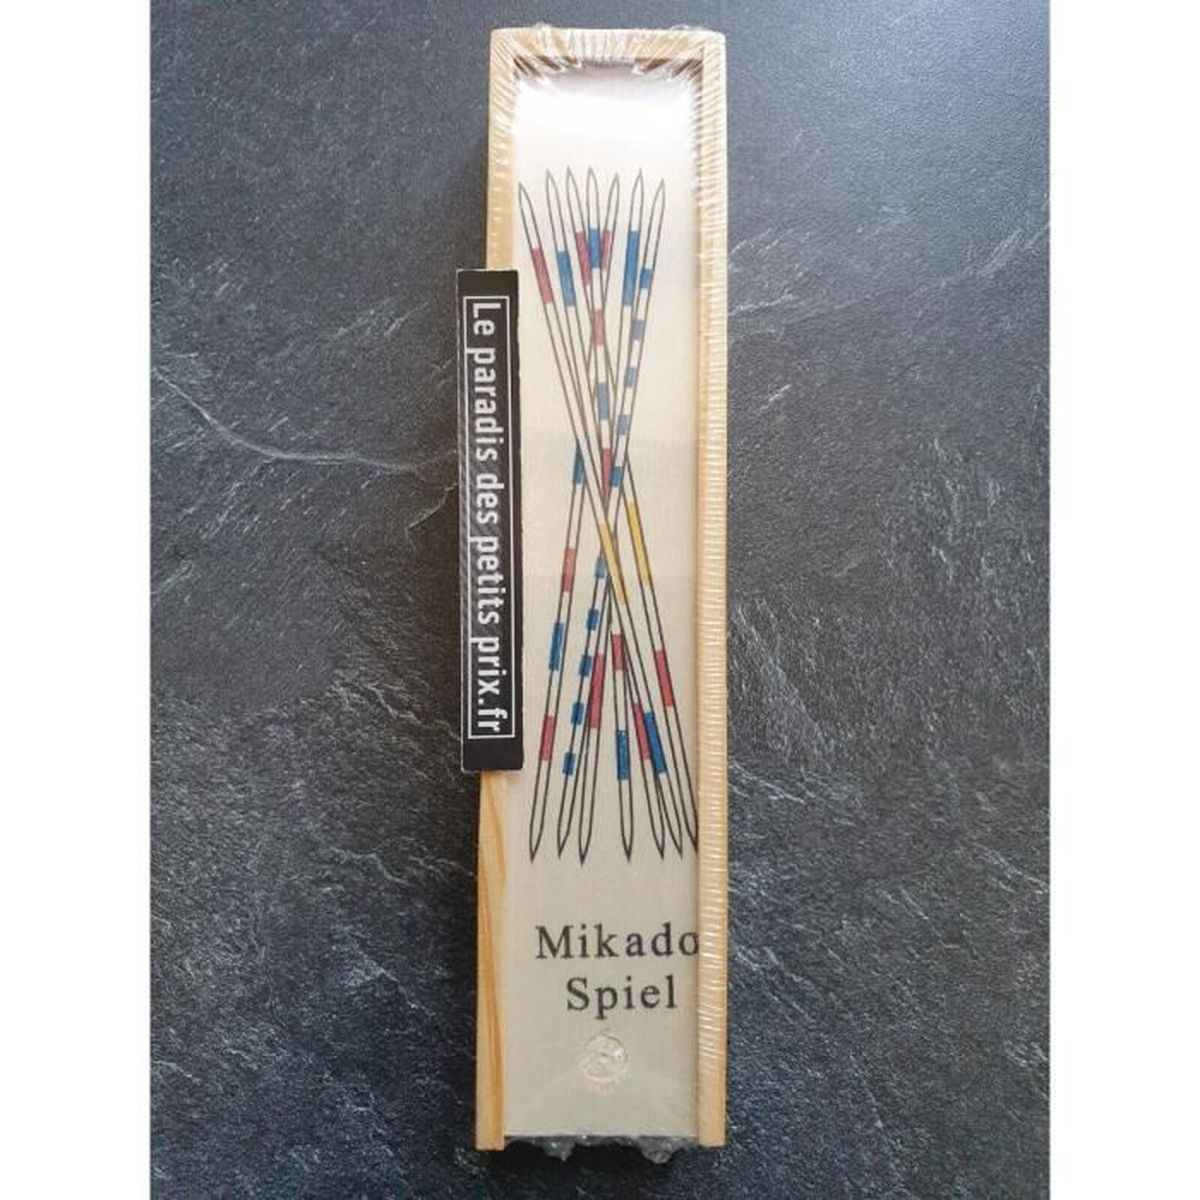 Le paradis des petits prix.fr
Mikado
Spiel